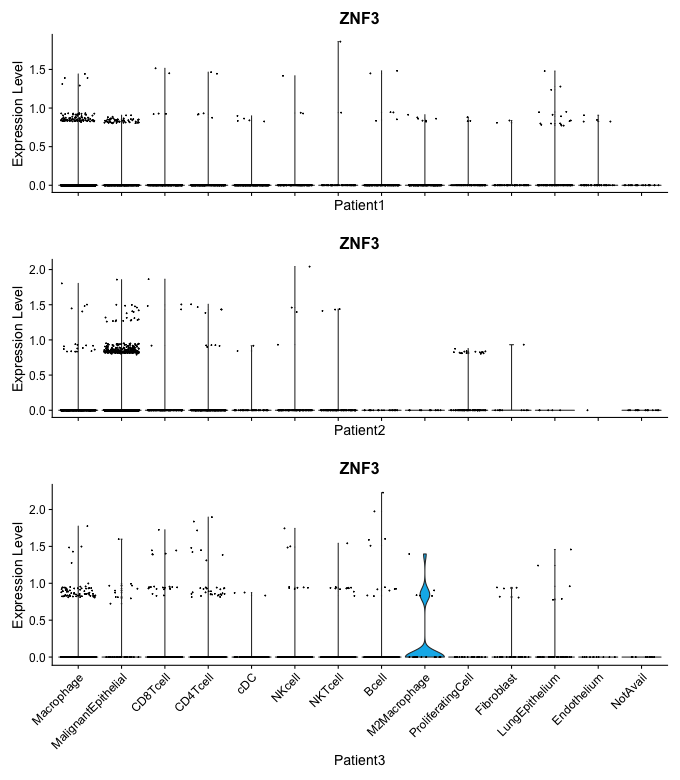 ZNF3
Expression Level
1.5
1.0
0.5
0.0
Patient1
ZNF3
Expression Level
2.0
1.5
1.0
0.5
0.0
Patient2
ZNF3
Expression Level
2.0
1.5
1.0
0.5
0.0
Macrophage
MalignantEpithelial
CD8Tcell
CD4Tcell
cDC
NKcell
NKTcell
Bcell
M2Macrophage
ProliferatingCell
Fibroblast
LungEpithelium
Endothelium
NotAvail
Patient3